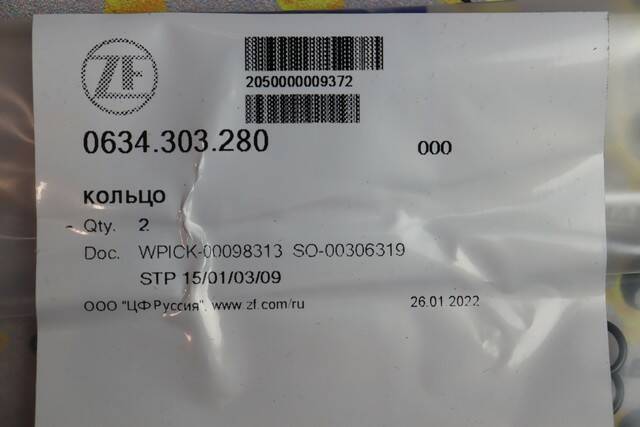 ZF
2050000009372
0634.303.280 000
кольцо
Qty. 2
Doc. WPICK-00098313 SO-00306319
STP 15/01/03/09
ООО "ЦФ Руссия", www.zf.com/ru 26.01.2022